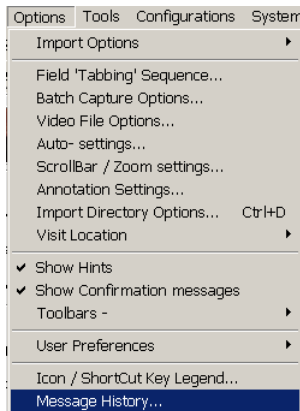 Options Tools Configurations System
Import Options
Field 'Tabbing' Sequence...
Batch Capture Options...
Video File Options...
Auto- settings...
ScrollBar / Zoom settings...
Annotation Settings...
Import Directory Options... Ctrl+D
Visit Location
Show Hints
Show Confirmation messages
Toolbars -
User Preferences
Icon / ShortCut Key Legend...
Message History...